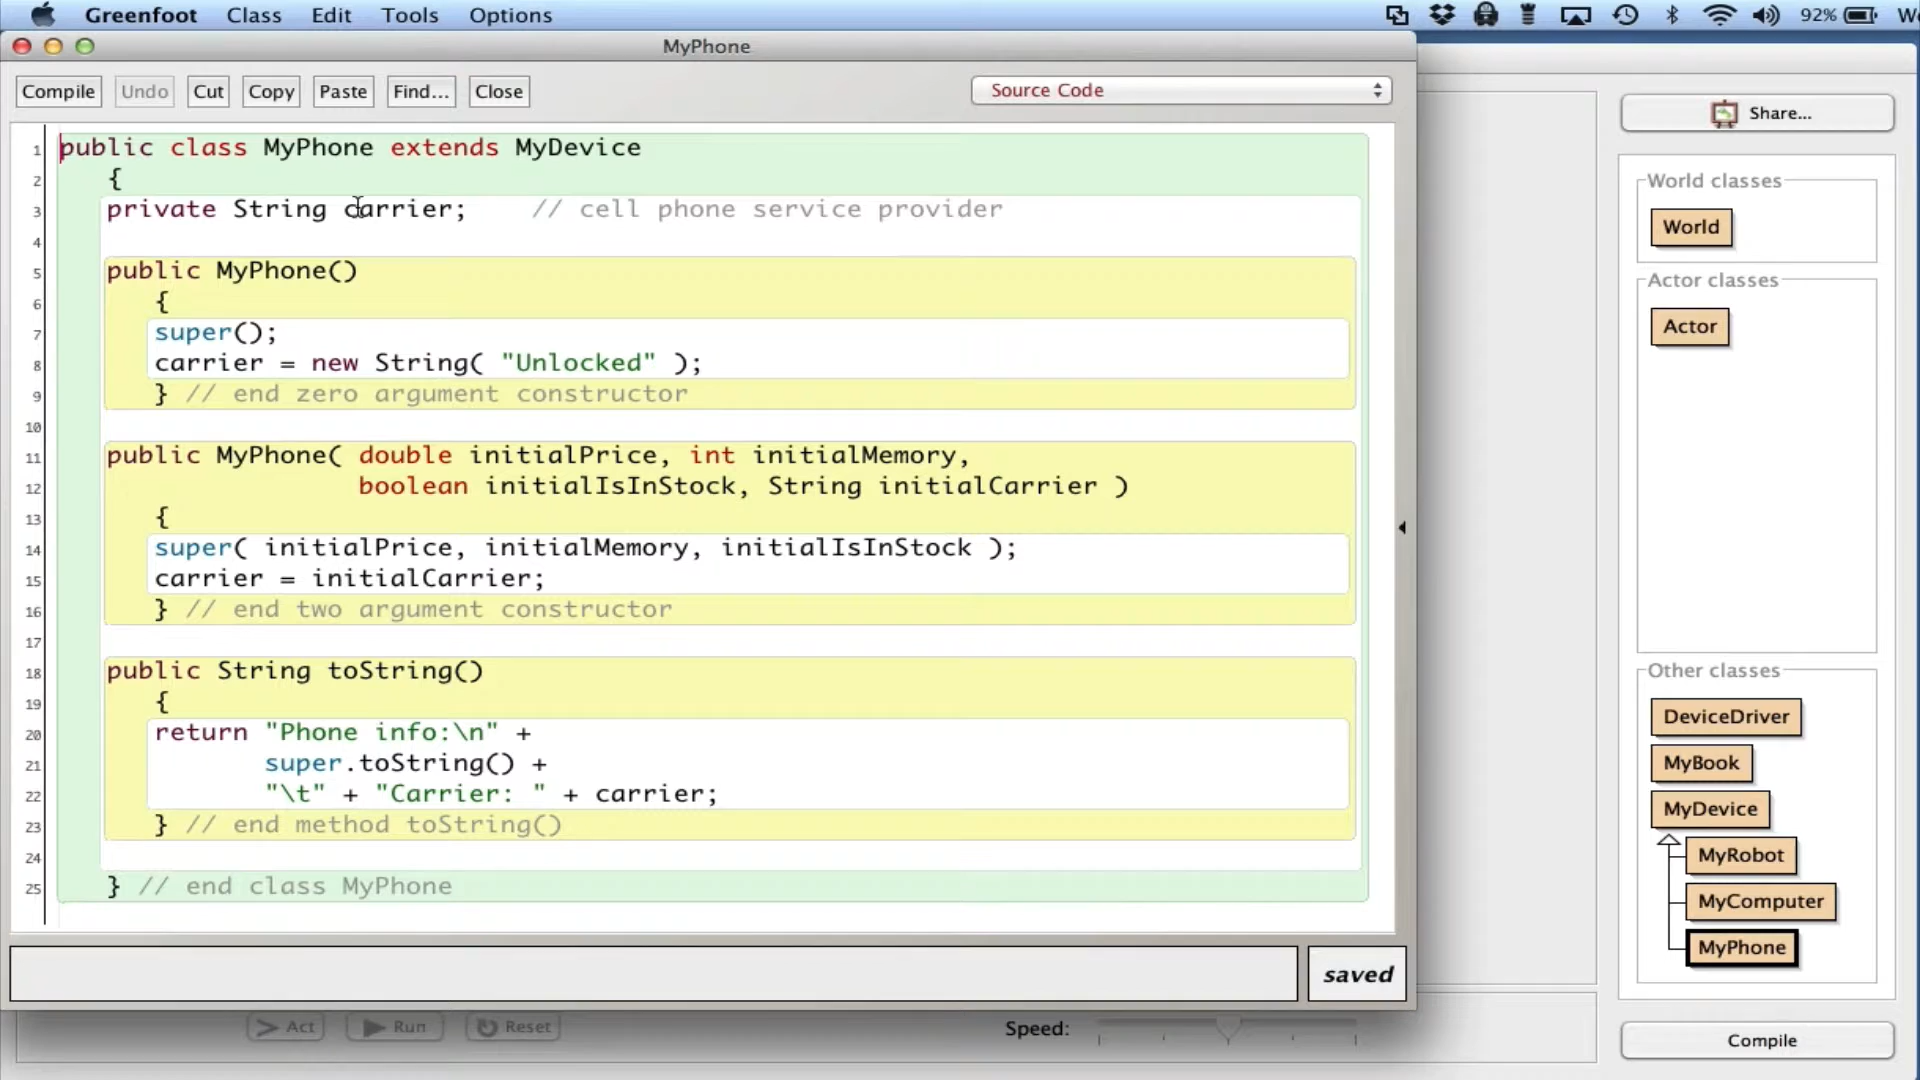 Greenfoot Class Edit Tools Options 92% W
MyPhone
Compile Undo Cut Copy Paste Find... Close Source Code
Share...
1 public class MyPhone extends MyDevice
2 {
3 private String carrier; // cell phone service provider
4
5 public MyPhone()
6 {
7 super();
8 carrier = new String( "Unlocked" );
9 } // end zero argument constructor
10
11 public MyPhone( double initialPrice, int initialMemory,
12 boolean initialIsInStock, String initialCarrier )
13 {
14 super( initialPrice, initialMemory, initialIsInStock );
15 carrier = initialCarrier;
16 } // end two argument constructor
17
18 public String toString()
19 {
20 return "Phone info:\n" +
21 super.toString() +
22 "\t" + "Carrier: " + carrier;
23 } // end method toString()
24
25 } // end class MyPhone
saved
World classes
World
Actor classes
Actor
Other classes
DeviceDriver
MyBook
MyDevice
MyRobot
MyComputer
MyPhone
Act Run Reset Speed:
Compile